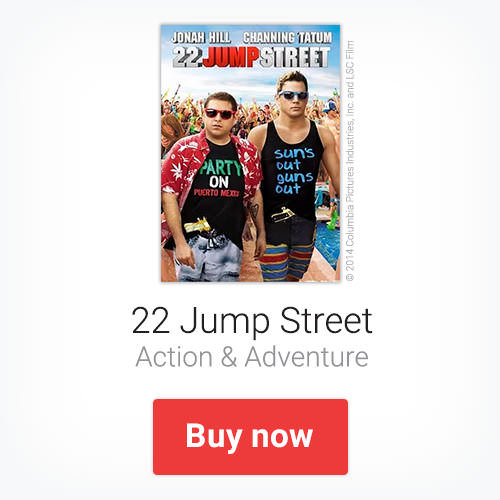 JONAH HILL CHANNING TATUM
22 JUMP STREET
PARTY
ON
PUERTO MEXICO
sun's
out
guns
out
© 2014 Columbia Pictures Industries, Inc. and LSC Film
22 Jump Street
Action & Adventure
Buy now